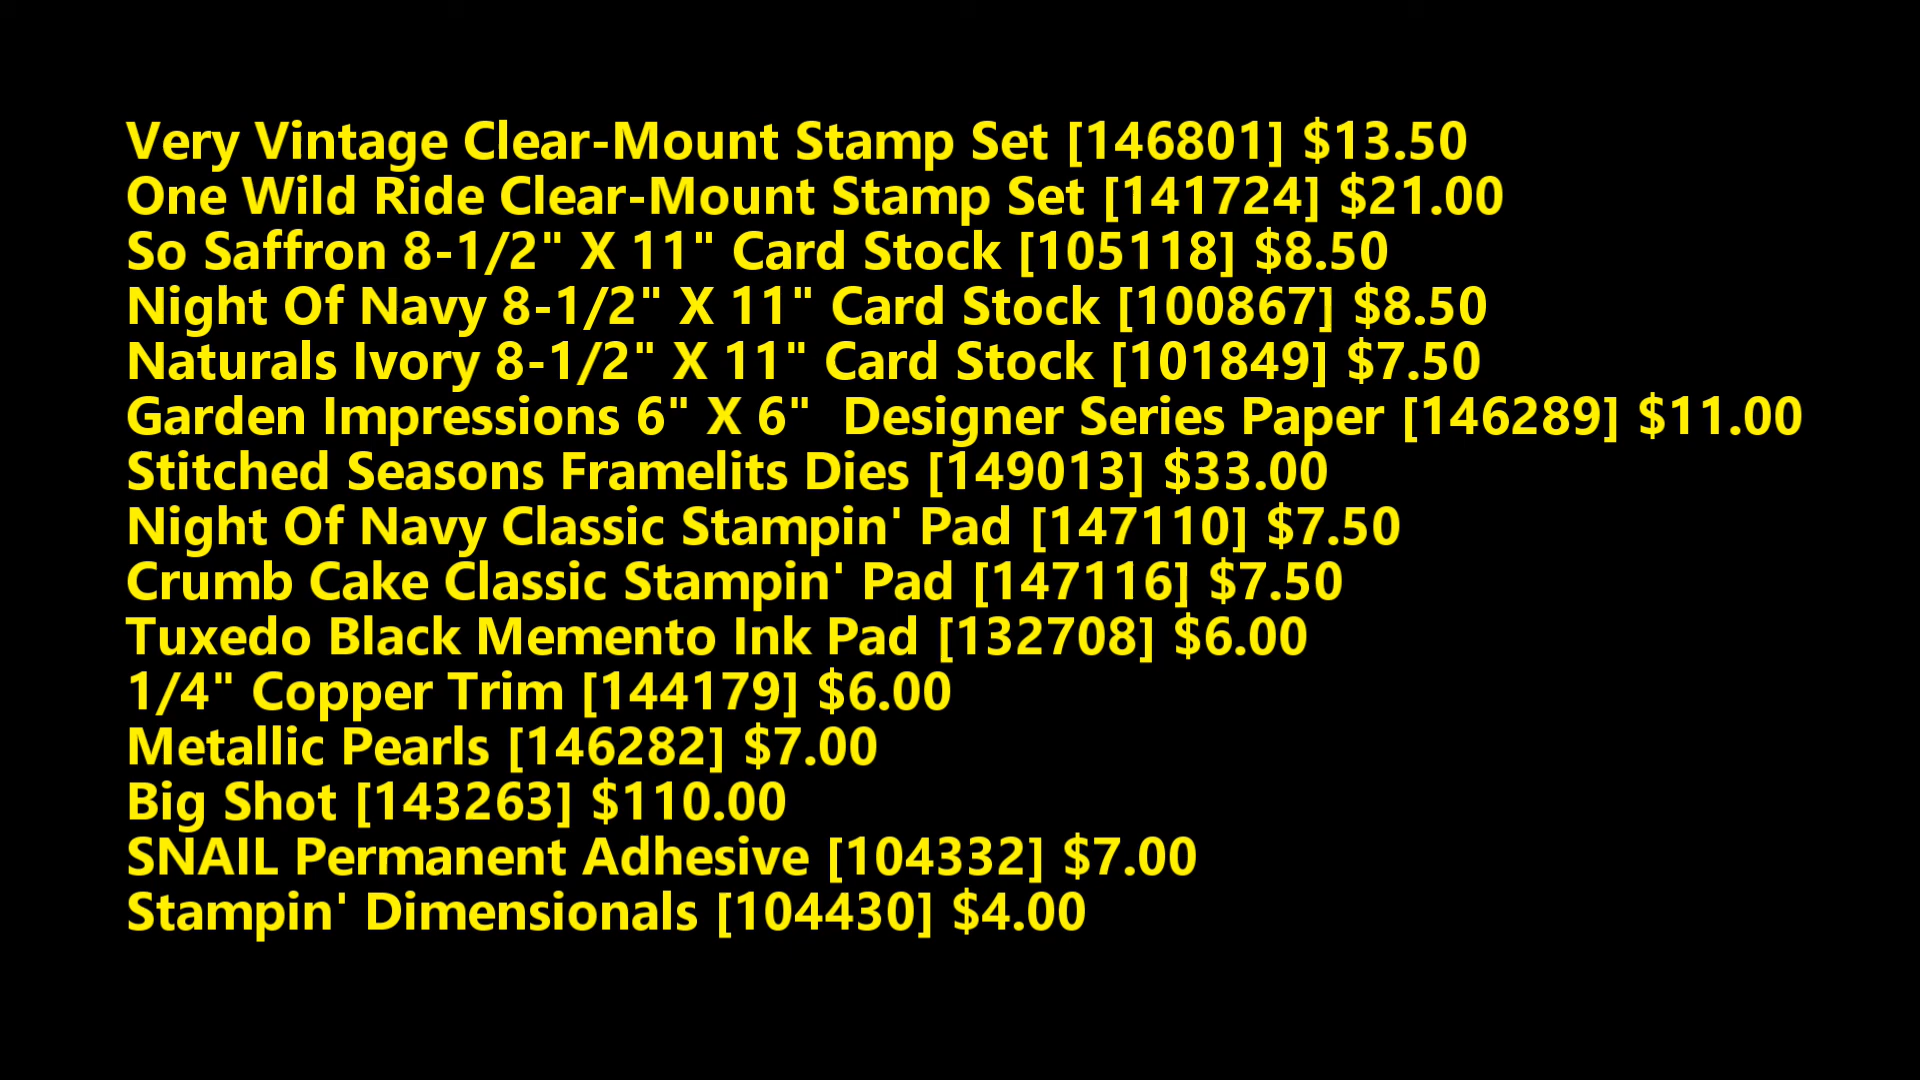 Very Vintage Clear-Mount Stamp Set [146801] $13.50
One Wild Ride Clear-Mount Stamp Set [141724] $21.00
So Saffron 8-1/2" X 11" Card Stock [105118] $8.50
Night Of Navy 8-1/2" X 11" Card Stock [100867] $8.50
Naturals Ivory 8-1/2" X 11" Card Stock [101849] $7.50
Garden Impressions 6" X 6"  Designer Series Paper [146289] $11.00
Stitched Seasons Framelits Dies [149013] $33.00
Night Of Navy Classic Stampin' Pad [147110] $7.50
Crumb Cake Classic Stampin' Pad [147116] $7.50
Tuxedo Black Memento Ink Pad [132708] $6.00
1/4" Copper Trim [144179] $6.00
Metallic Pearls [146282] $7.00
Big Shot [143263] $110.00
SNAIL Permanent Adhesive [104332] $7.00
Stampin' Dimensionals [104430] $4.00